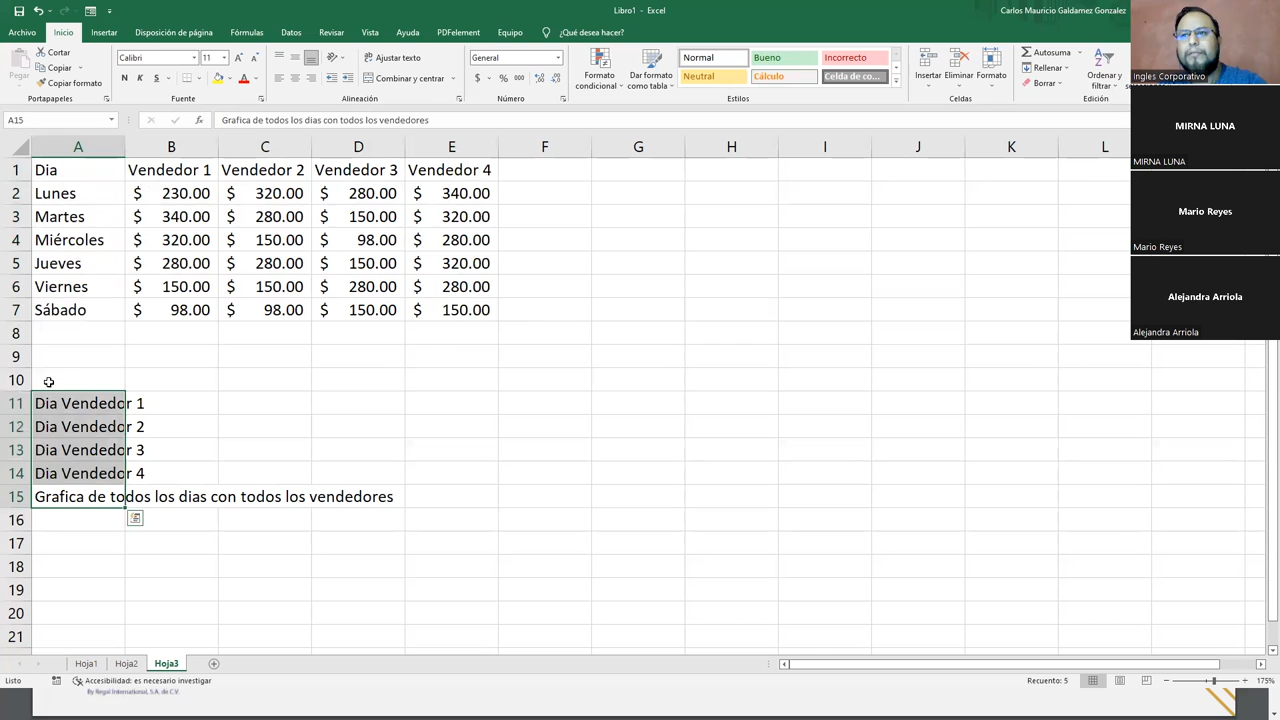 Libro1 - Excel
Carlos Mauricio Galdamez Gonzalez
Archivo Inicio Insertar Disposición de página Fórmulas Datos Revisar Vista Ayuda PDFelement Equipo ¿Qué desea hacer?
Pegar
Cortar
Copiar
Copiar formato
Portapapeles
Calibri 11
N K S
Fuente
Ajustar texto
Combinar y centrar
Alineación
General
$ % 000
Número
Formato condicional
Dar formato como tabla
Normal Bueno Incorrecto
Neutral Cálculo Celda de co...
Estilos
Insertar Eliminar Formato
Celdas
Autosuma
Rellenar
Borrar
Ordenar y filtrar
Edición
A15
fx
Grafica de todos los dias con todos los vendedores
A B C D E F G H I J K L
1 Dia Vendedor 1 Vendedor 2 Vendedor 3 Vendedor 4
2 Lunes $ 230.00 $ 320.00 $ 280.00 $ 340.00
3 Martes $ 340.00 $ 280.00 $ 150.00 $ 320.00
4 Miércoles $ 320.00 $ 150.00 $ 98.00 $ 280.00
5 Jueves $ 280.00 $ 280.00 $ 150.00 $ 320.00
6 Viernes $ 150.00 $ 150.00 $ 280.00 $ 280.00
7 Sábado $ 98.00 $ 98.00 $ 150.00 $ 150.00
8
9
10
11 Dia Vendedor 1
12 Dia Vendedor 2
13 Dia Vendedor 3
14 Dia Vendedor 4
15 Grafica de todos los dias con todos los vendedores
16
17
18
19
20
21
Hoja1 Hoja2 Hoja3
Listo
Accesibilidad: es necesario investigar
Recuento: 5
175%
By Regal International, S.A. de C.V.
Ingles Corporativo
MIRNA LUNA
MIRNA LUNA
Mario Reyes
Mario Reyes
Alejandra Arriola
Alejandra Arriola